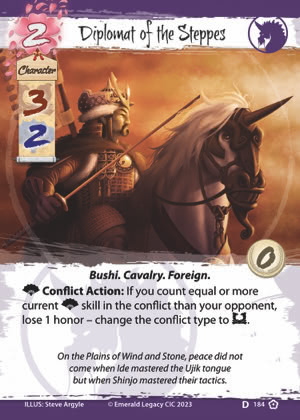 2
Diplomat of the Steppes
Character
3
2
0
Bushi. Cavalry. Foreign.
Conflict Action: If you count equal or more
current skill in the conflict than your opponent,
lose 1 honor – change the conflict type to .
On the Plains of Wind and Stone, peace did not
come when Ide mastered the Ujik tongue
but when Shinjo mastered their tactics.
ILLUS: Steve Argyle © Emerald Legacy CIC 2023 D 184